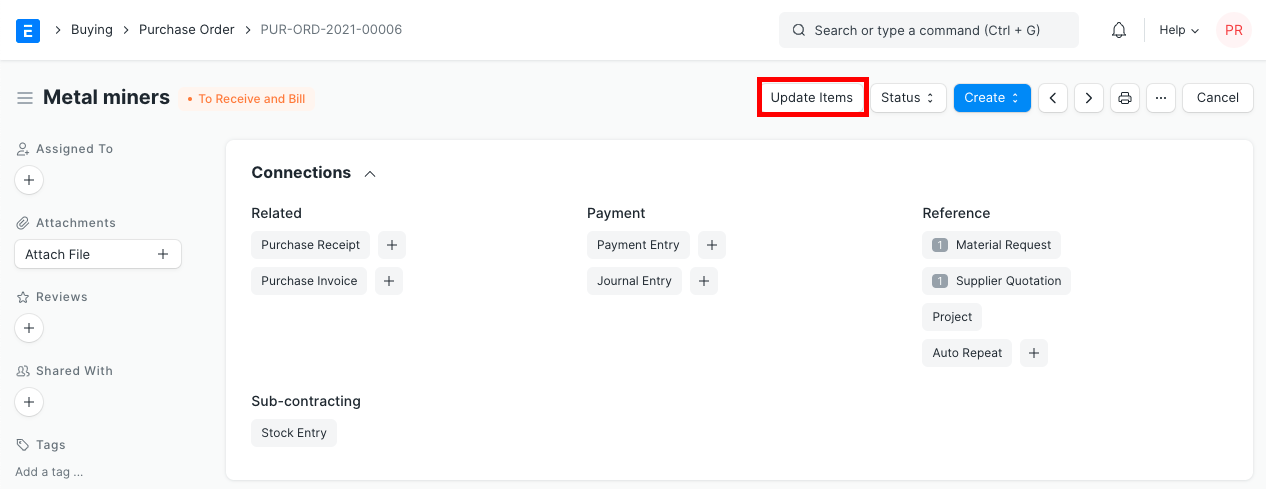 E Buying Purchase Order PUR-ORD-2021-00006 Search or type a command (Ctrl + G) Help PR
Metal miners • To Receive and Bill Update Items Status Create ... Cancel
Assigned To
+
Attachments
Attach File +
Reviews
+
Shared With
+
Tags
Add a tag ...
Connections
Related
Purchase Receipt +
Purchase Invoice +
Payment
Payment Entry +
Journal Entry +
Reference
1 Material Request
1 Supplier Quotation
Project
Auto Repeat +
Sub-contracting
Stock Entry